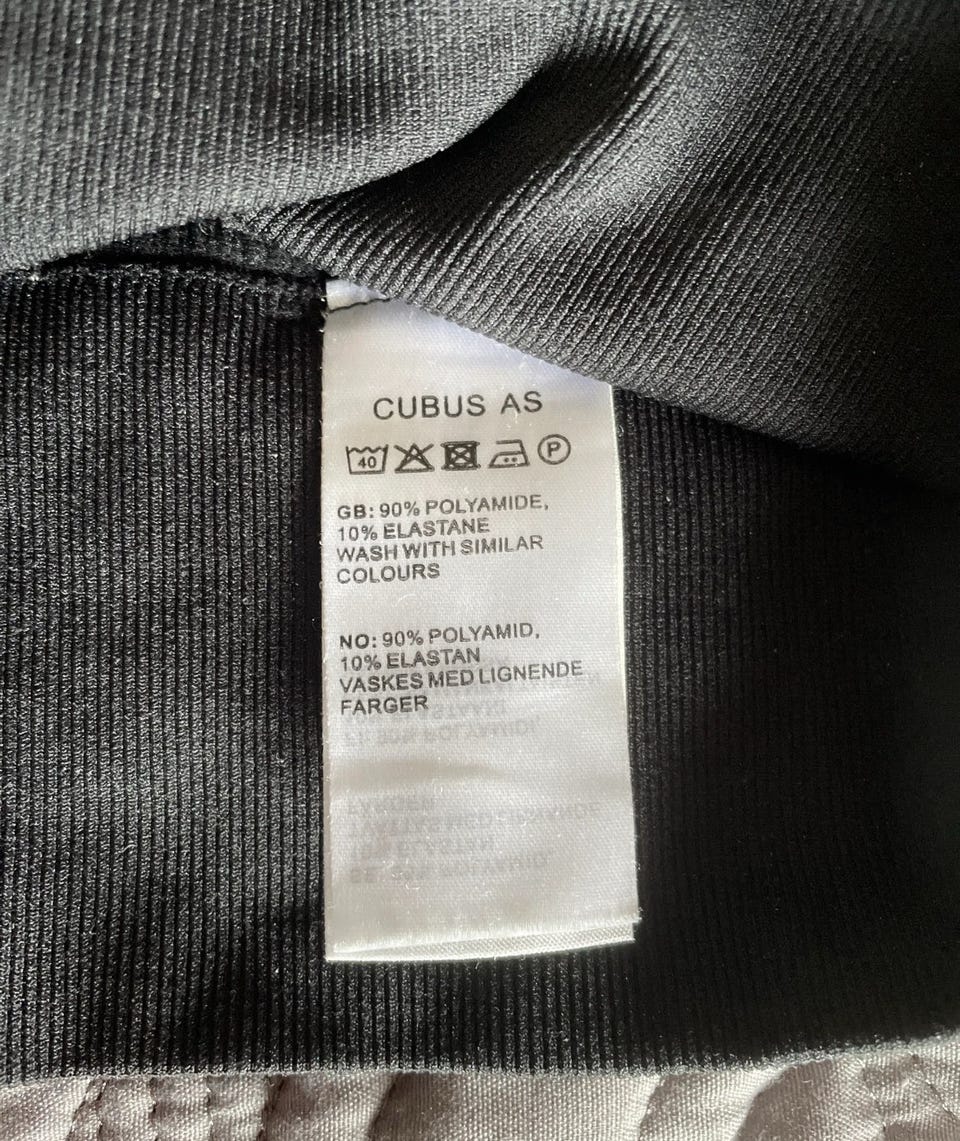 CUBUS AS
40 P
GB: 90% POLYAMIDE,
10% ELASTANE
WASH WITH SIMILAR
COLOURS
NO: 90% POLYAMID,
10% ELASTAN
VASKES MED LIGNENDE
FARGER